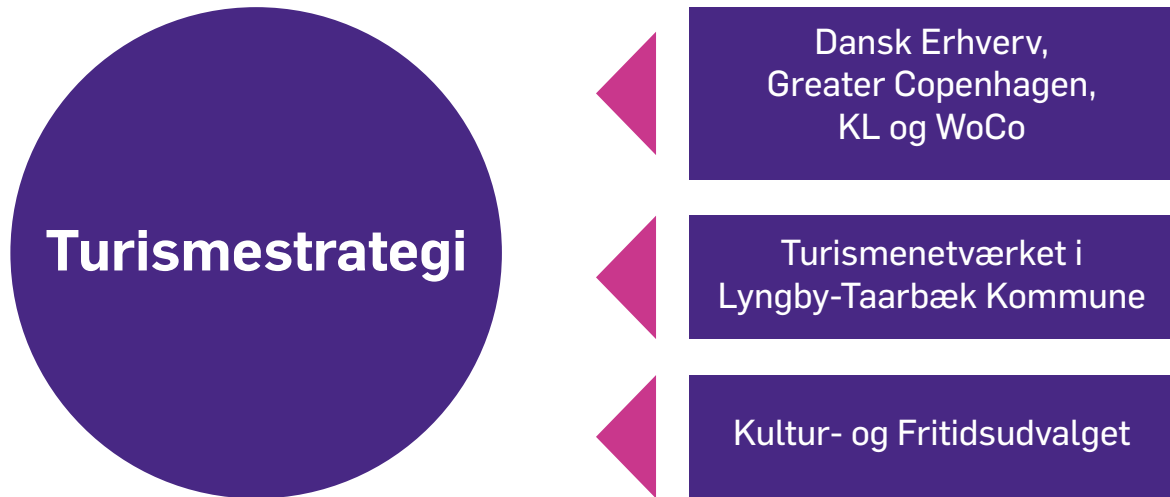 Turismestrategi
Dansk Erhverv,
Greater Copenhagen,
KL og WoCo
Turismenetværket i
Lyngby-Taarbæk Kommune
Kultur- og Fritidsudvalget